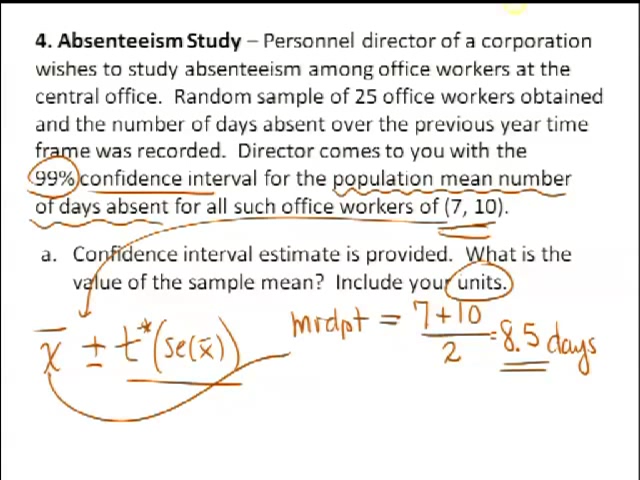 4. Absenteeism Study – Personnel director of a corporation
wishes to study absenteeism among office workers at the
central office.  Random sample of 25 office workers obtained
and the number of days absent over the previous year time
frame was recorded.  Director comes to you with the
99% confidence interval for the population mean number
of days absent for all such office workers of (7, 10).
a. Confidence interval estimate is provided.  What is the
value of the sample mean?  Include your units.
x̄ ± t*(se(x̄)) midpt = 7+10/2 = 8.5 days